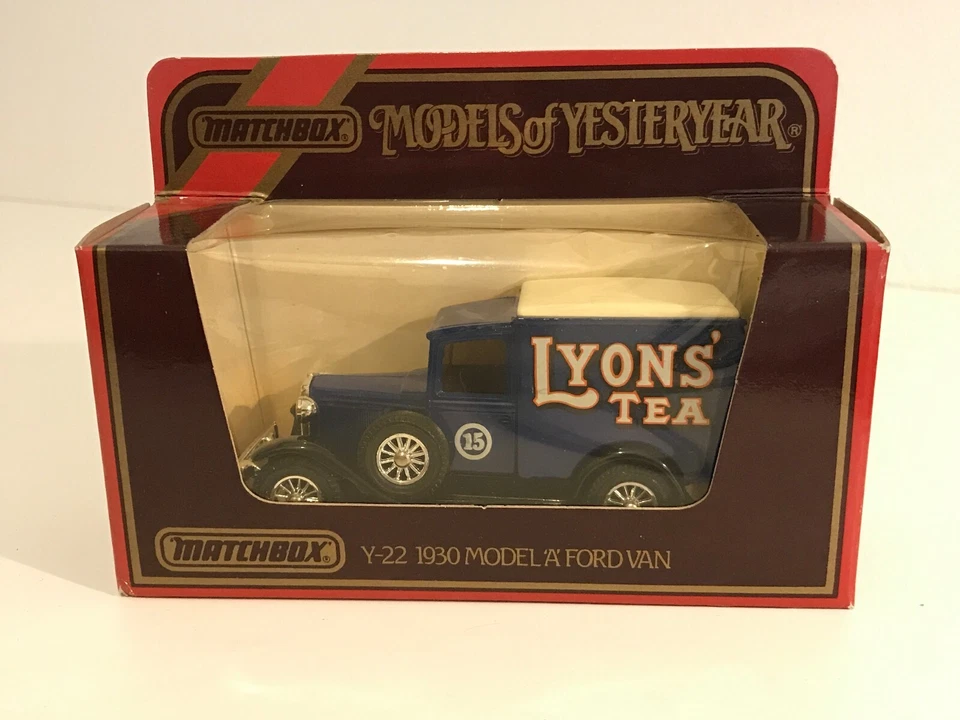 MATCHBOX® MODELS of YESTERYEAR®
LYONS'
TEA
15
MATCHBOX® Y-22 1930 MODEL 'A' FORD VAN